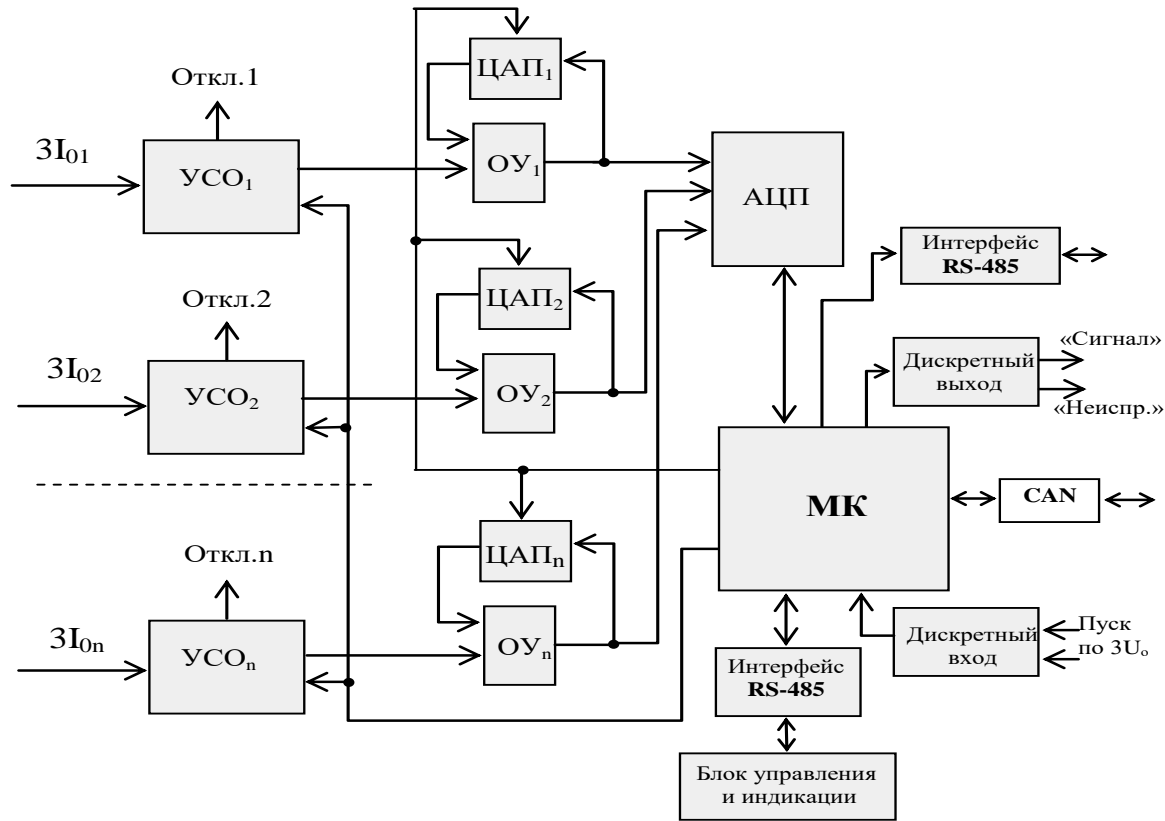 ЦАП₁
Откл.1
3I₀₁
УСО₁
ОУ₁
АЦП
Интерфейс
RS-485
ЦАП₂
Откл.2
3I₀₂
УСО₂
ОУ₂
Дискретный
выход
«Сигнал»
«Неиспр.»
МК
CAN
ЦАПₙ
Откл.n
3I₀ₙ
УСОₙ
ОУₙ
Дискретный
вход
Пуск
по 3Uₒ
Интерфейс
RS-485
Блок управления
и индикации